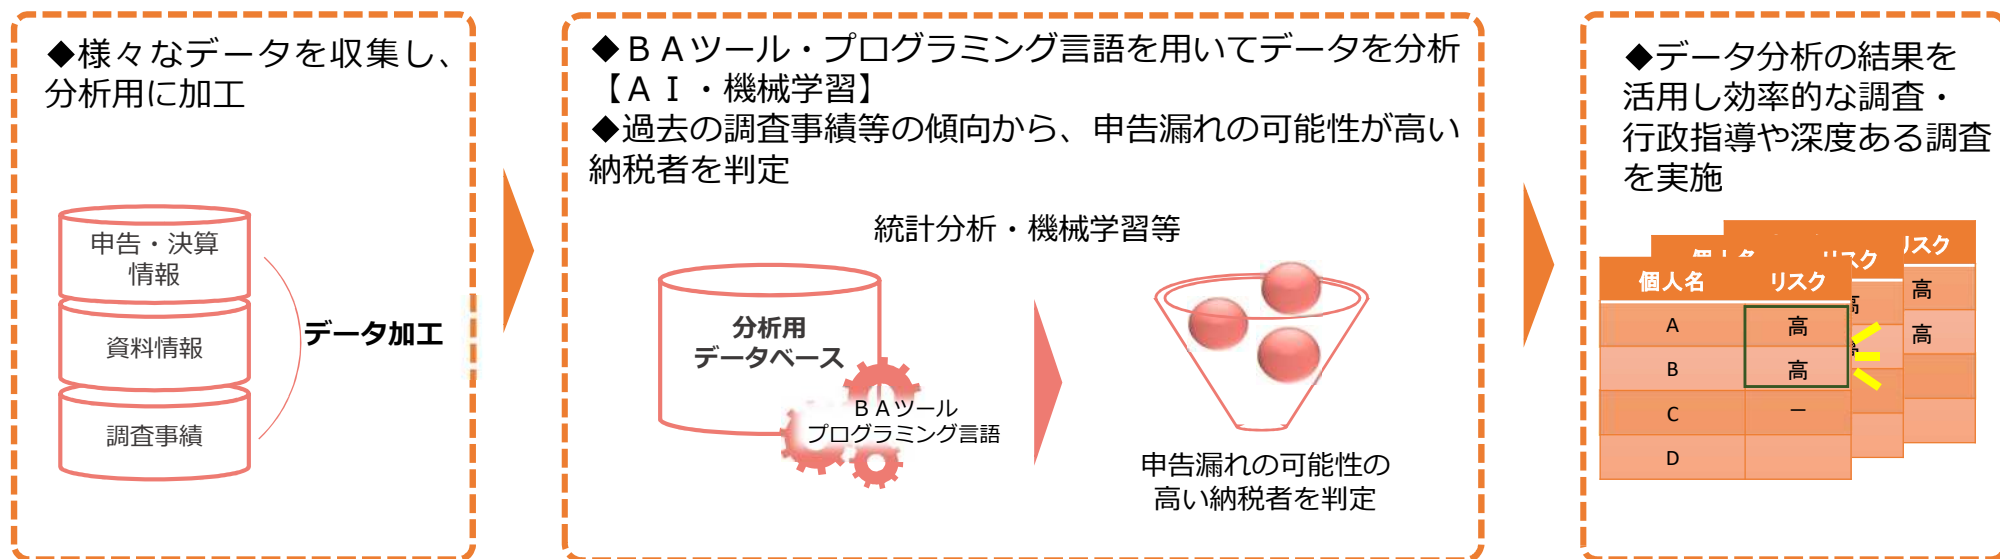 ◆様々なデータを収集し、
分析用に加工
申告・決算
情報
資料情報
調査事績
データ加工
◆ＢＡツール・プログラミング言語を用いてデータを分析
【ＡＩ・機械学習】
◆過去の調査事績等の傾向から、申告漏れの可能性が高い
納税者を判定
統計分析・機械学習等
分析用
データベース
ＢＡツール
プログラミング言語
申告漏れの可能性の
高い納税者を判定
◆データ分析の結果を
活用し効率的な調査・
行政指導や深度ある調査
を実施
リスク
高
高
リスク
高
個人名 リスク
A 高
B 高
C －
D